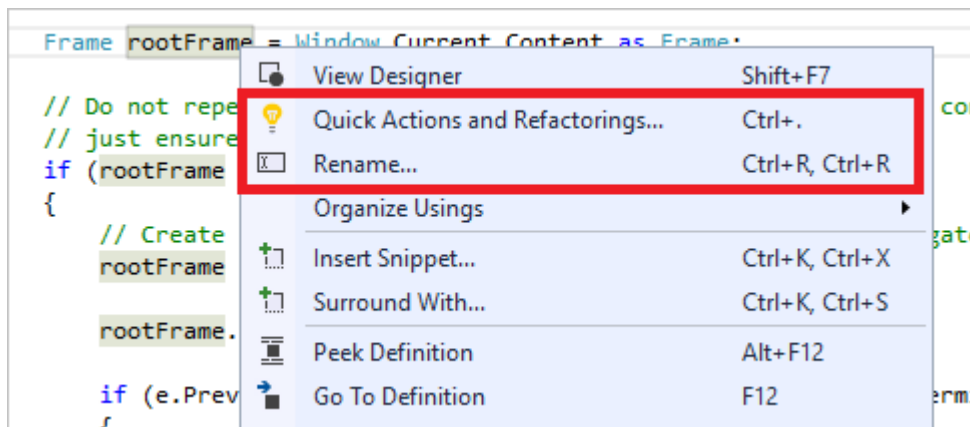 Frame rootFrame = Window.Current.Content as Frame;
View Designer Shift+F7
// Do not repe
Quick Actions and Refactorings... Ctrl+.
// just ensure
Rename... Ctrl+R, Ctrl+R
if (rootFrame
Organize Usings
{
// Create
Insert Snippet... Ctrl+K, Ctrl+X
rootFrame
Surround With... Ctrl+K, Ctrl+S
rootFrame.
Peek Definition Alt+F12
if (e.Prev
Go To Definition F12